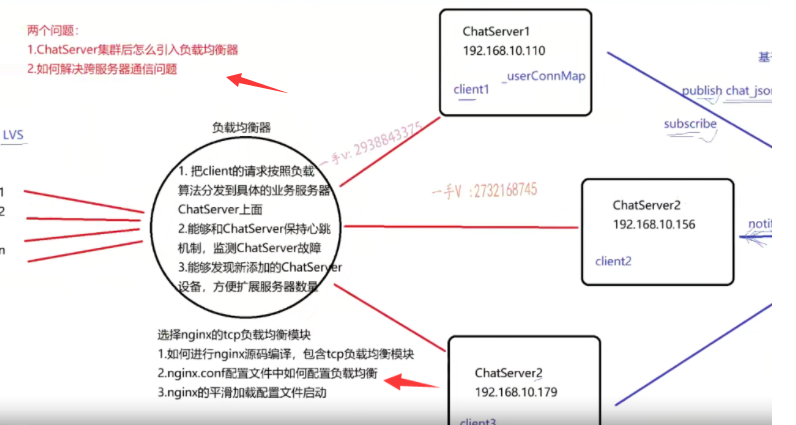 两个问题:
1.ChatServer集群后怎么引入负载均衡器
2.如何解决跨服务器通信问题
LVS
1
2
n
负载均衡器
1. 把client的请求按照负载
算法分发到具体的业务服务器
ChatServer上面
2.能够和ChatServer保持心跳
机制，监测ChatServer故障
3.能够发现新添加的ChatServer
设备，方便扩展服务器数量
选择nginx的tcp负载均衡模块
1.如何进行nginx源码编译，包含tcp负载均衡模块
2.nginx.conf配置文件中如何配置负载均衡
3.nginx的平滑加载配置文件启动
一手v: 2938843375
一手V :2732168745
ChatServer1
192.168.10.110
_userConnMap
client1
ChatServer2
192.168.10.156
client2
ChatServer2
192.168.10.179
client3
基
publish chat_json
subscribe
noti